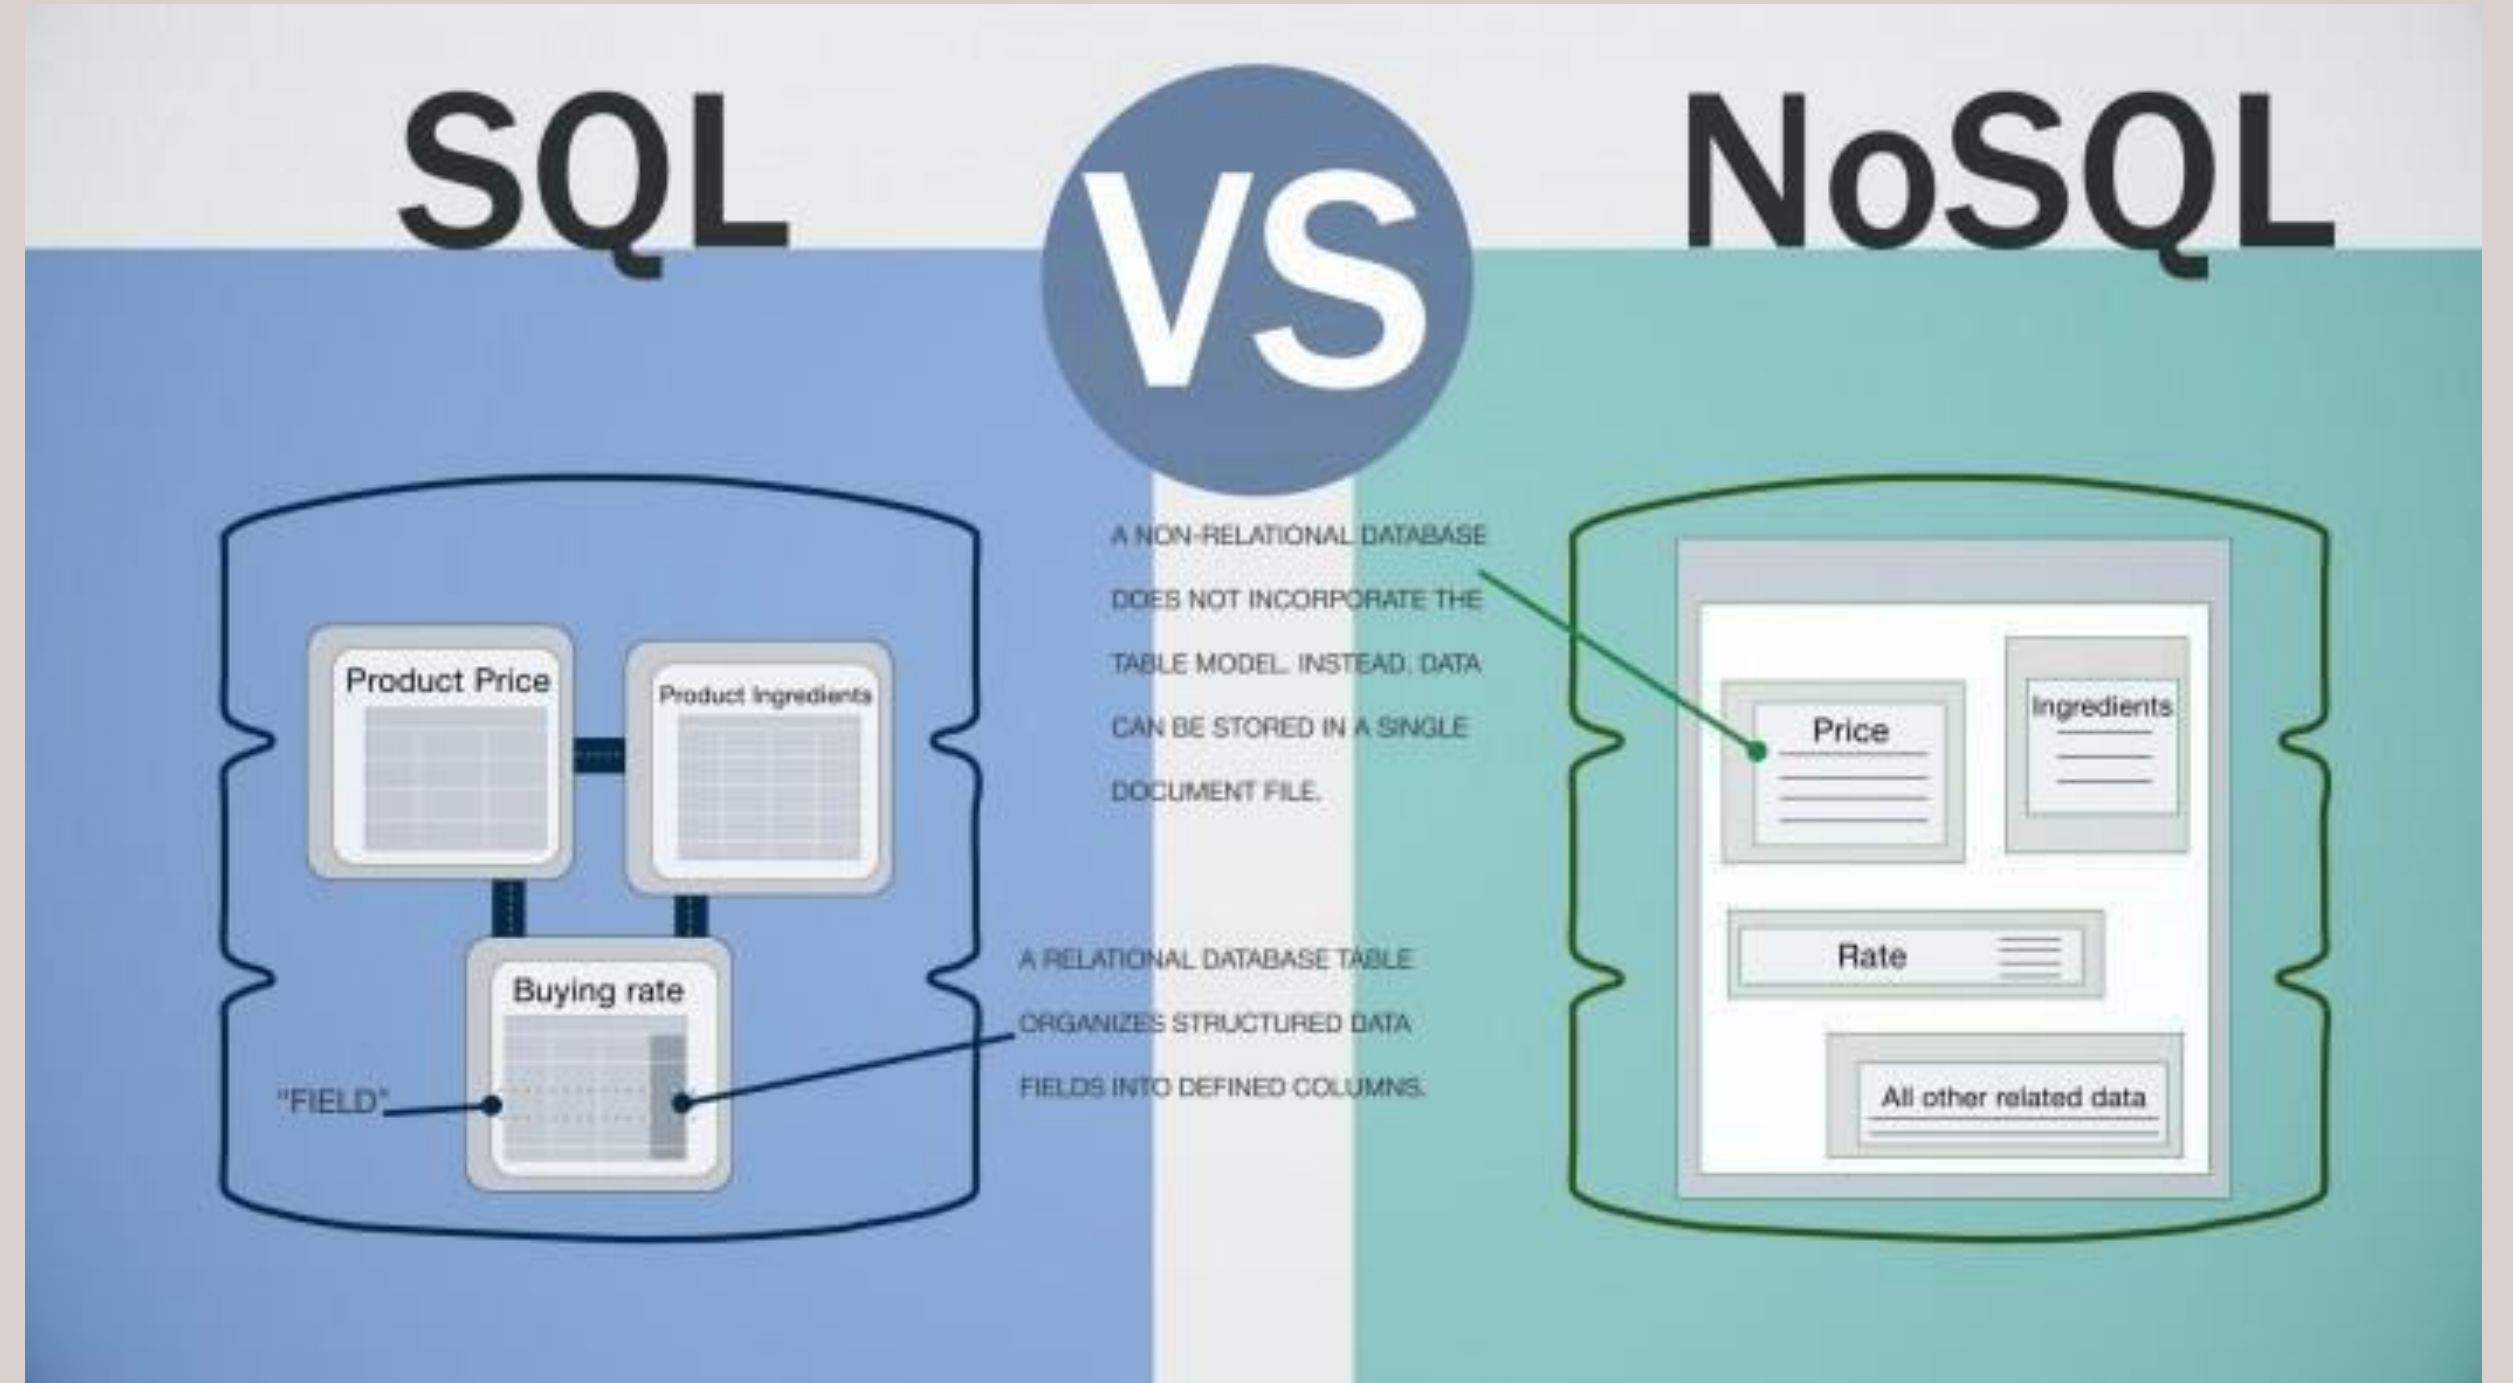 SQL
VS
NoSQL
A NON-RELATIONAL DATABASE
DOES NOT INCORPORATE THE
TABLE MODEL. INSTEAD. DATA
CAN BE STORED IN A SINGLE
DOCUMENT FILE.
Product Price
Product Ingredients
Buying rate
"FIELD"
A RELATIONAL DATABASE TABLE
ORGANIZES STRUCTURED DATA
FIELDS INTO DEFINED COLUMNS.
Price
Ingredients
Rate
All other related data